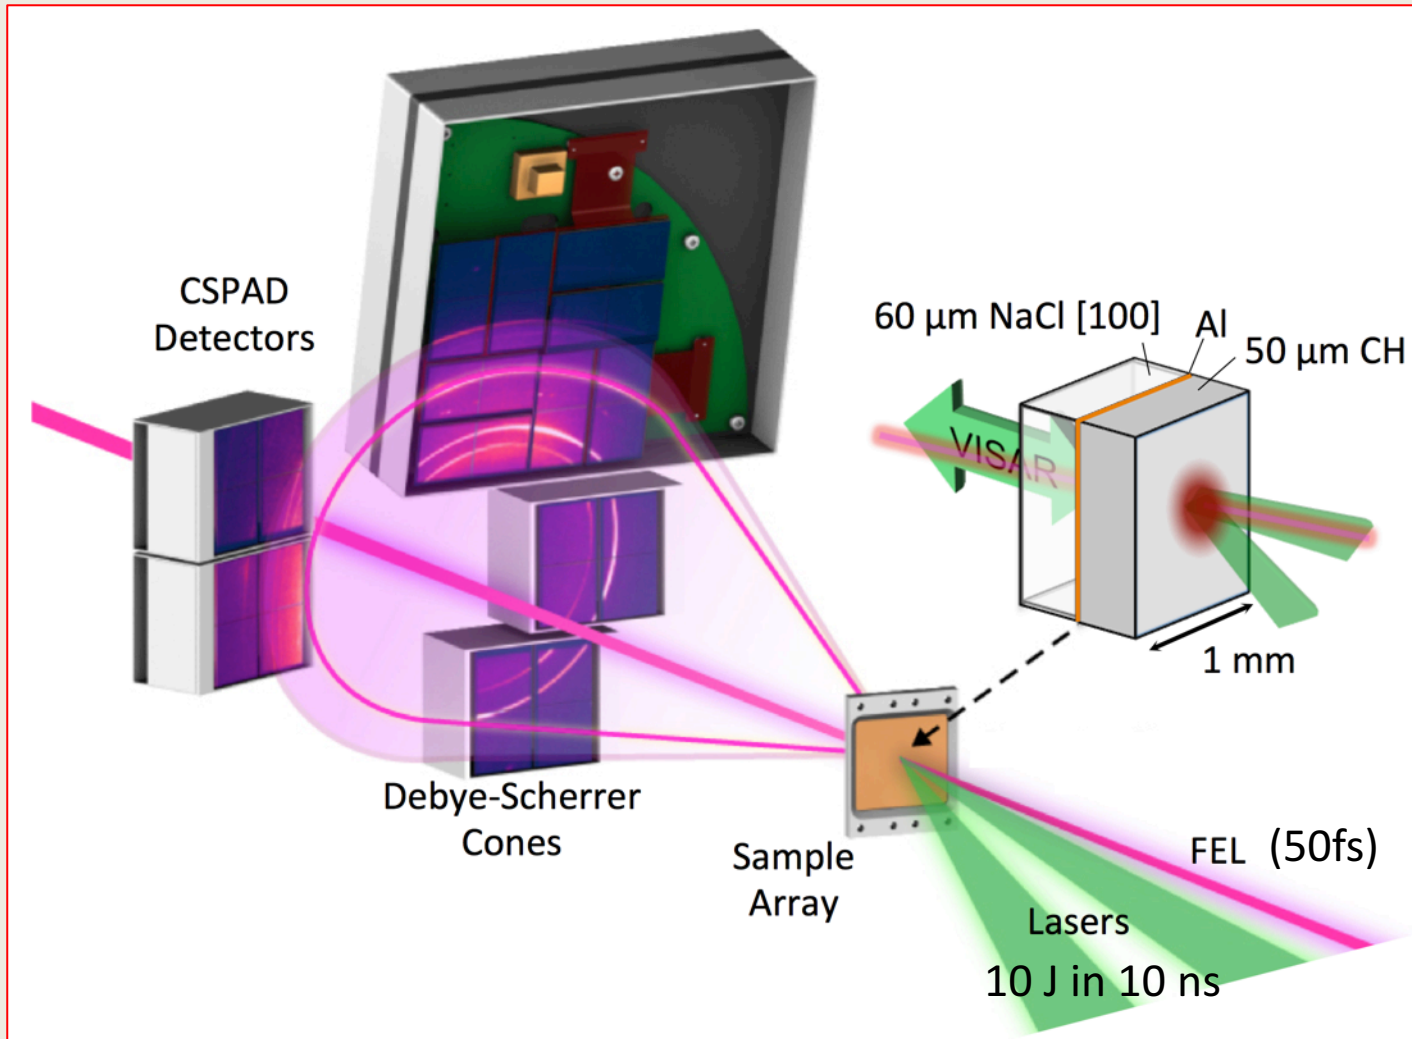 CSPAD
Detectors
60 μm NaCl [100]
Al
50 μm CH
VISAR
1 mm
Debye-Scherrer
Cones
Sample
Array
FEL (50fs)
Lasers
10 J in 10 ns